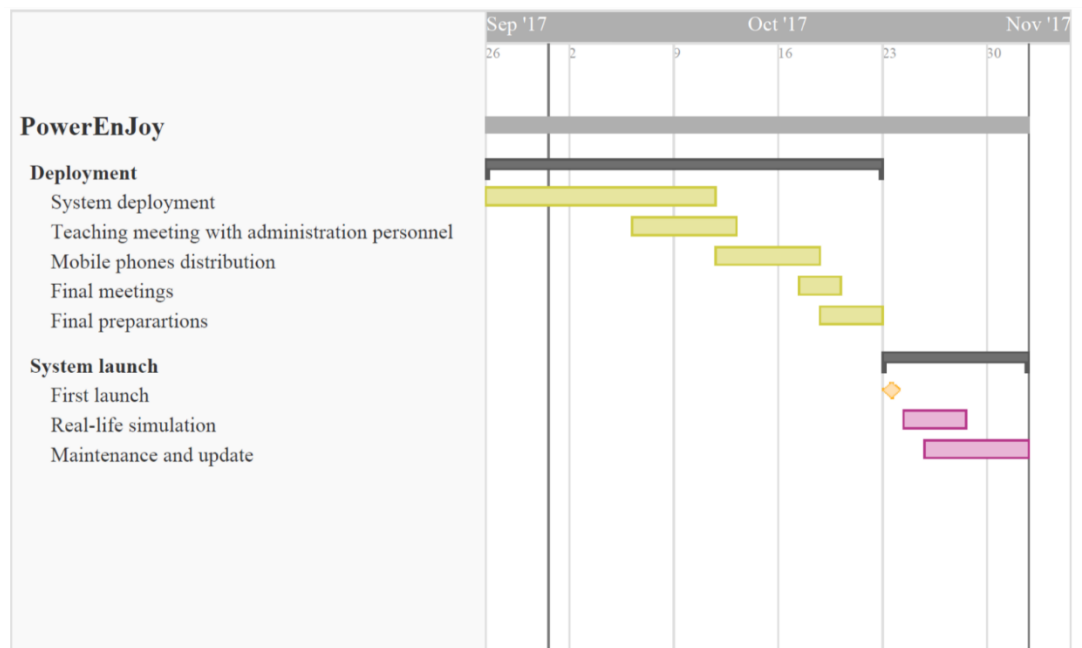 Sep '17 Oct '17 Nov '17
26 2 9 16 23 30
PowerEnJoy
Deployment
System deployment
Teaching meeting with administration personnel
Mobile phones distribution
Final meetings
Final preparartions
System launch
First launch
Real-life simulation
Maintenance and update